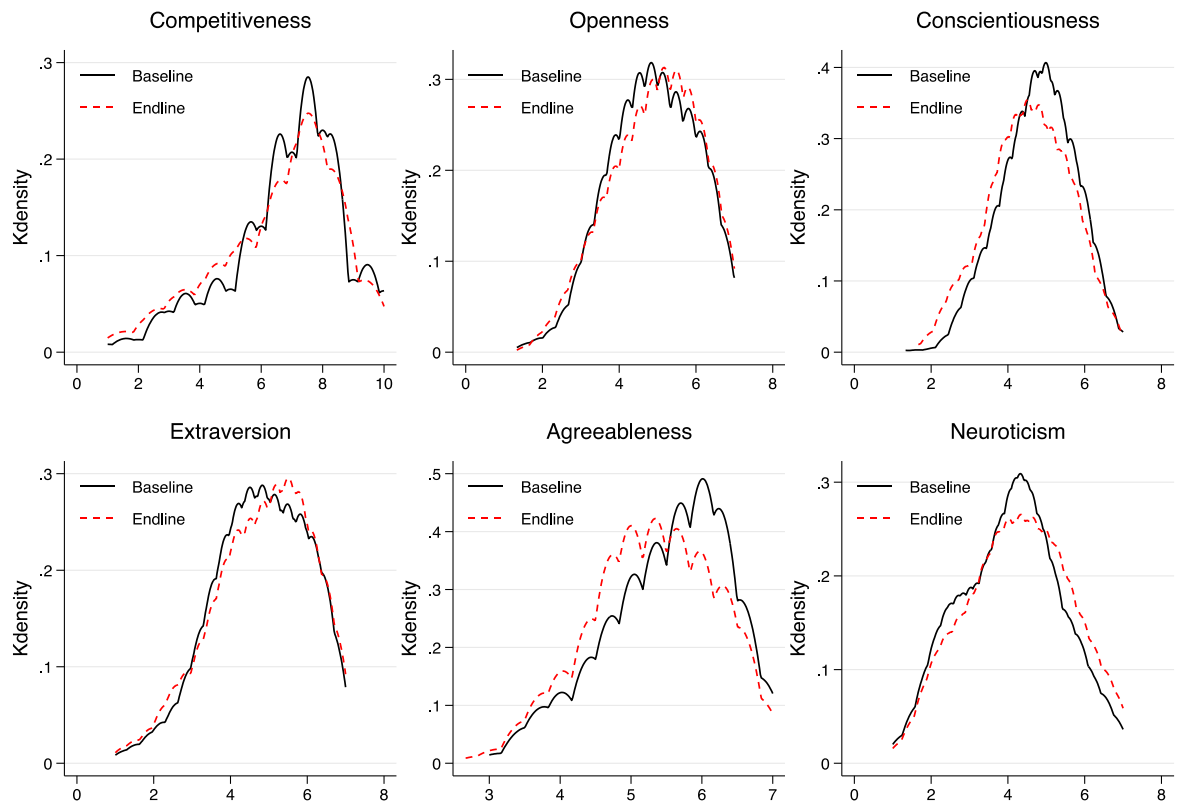 Competitiveness
Openness
Conscientiousness
Kdensity
.3
.2
.1
0
Baseline
Endline
0 2 4 6 8 10
Kdensity
.3
.2
.1
0
Baseline
Endline
0 2 4 6 8
Kdensity
.4
.3
.2
.1
0
Baseline
Endline
0 2 4 6 8
Extraversion
Agreeableness
Neuroticism
Kdensity
.3
.2
.1
0
Baseline
Endline
0 2 4 6 8
Kdensity
.5
.4
.3
.2
.1
0
Baseline
Endline
3 4 5 6 7
Kdensity
.3
.2
.1
0
Baseline
Endline
0 2 4 6 8